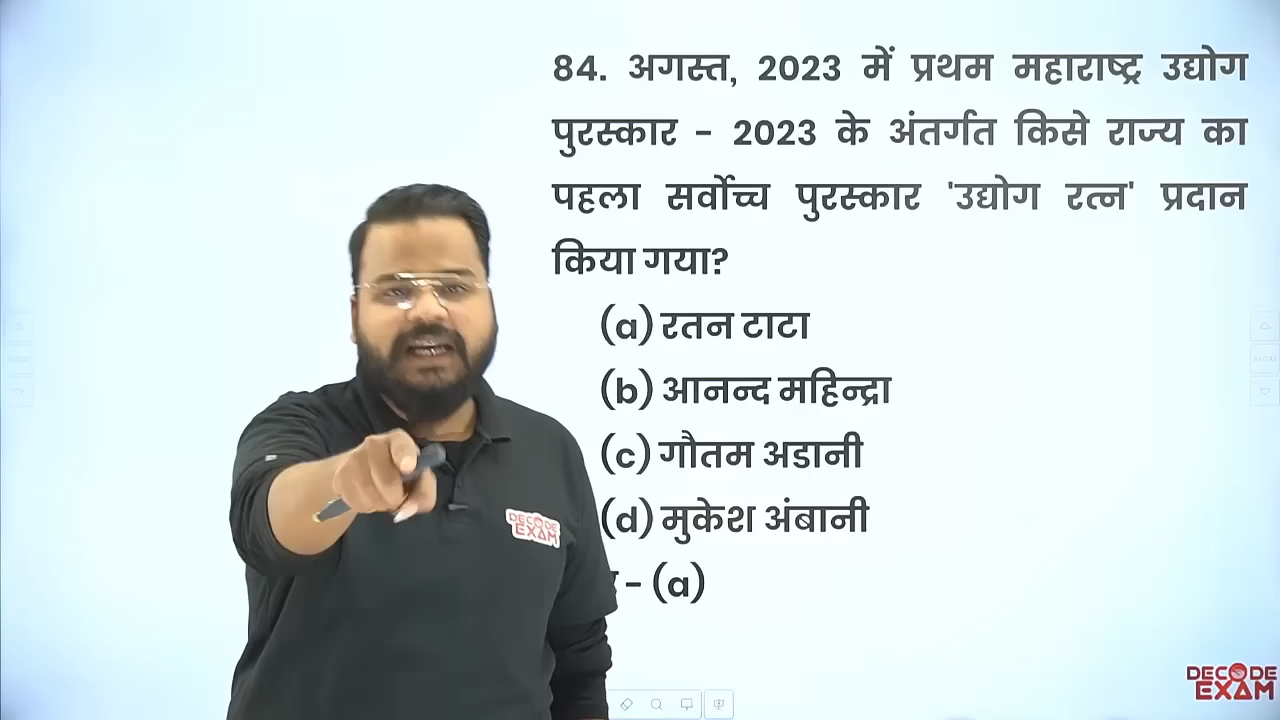 84. अगस्त, 2023 में प्रथम महाराष्ट्र उद्योग
पुरस्कार - 2023 के अंतर्गत किसे राज्य का
पहला सर्वोच्च पुरस्कार 'उद्योग रत्न' प्रदान
किया गया?
(a) रतन टाटा
(b) आनन्द महिन्द्रा
(c) गौतम अडानी
(d) मुकेश अंबानी
- (a)
DECODE
EXAM
DECODE
EXAM